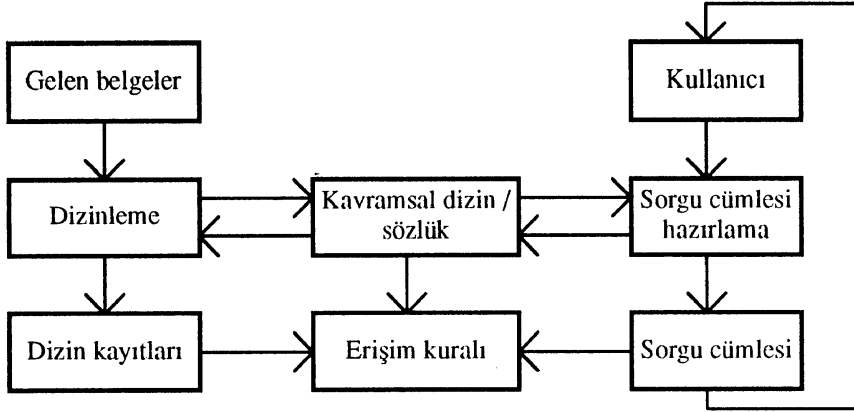 Gelen belgeler
Kullanıcı
Dizinleme
Kavramsal dizin /
sözlük
Sorgu cümlesi
hazırlama
Dizin kayıtları
Erişim kuralı
Sorgu cümlesi